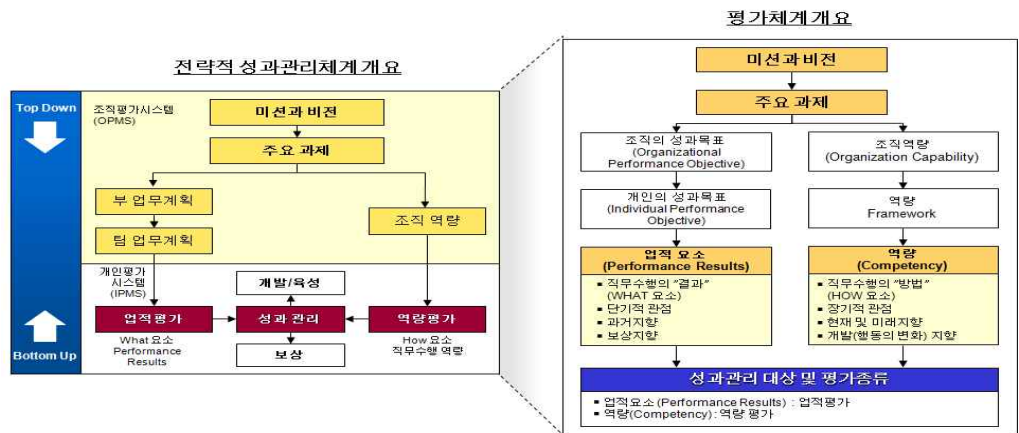 전략적 성과관리체계 개요
Top Down
조직평가시스템
(OPMS)
미션과 비전
주요 과제
부 업무계획
팀 업무계획
조직 역량
개인평가
시스템
(IPMS)
개발/육성
업적평가
성과 관리
역량평가
What 요소
Performance
Results
보상
How 요소
직무수행 역량
Bottom Up
평가체계 개요
미션과 비전
주요 과제
조직의 성과목표
(Organizational
Performance Objective)
조직역량
(Organization Capability)
개인의 성과목표
(Individual Performance
Objective)
역량
Framework
업적 요소
(Performance Results)
▪ 직무수행의 "결과"
(WHAT 요소)
▪ 단기적 관점
▪ 과거지향
▪ 보상지향
역량
(Competency)
▪ 직무수행의 "방법"
(HOW 요소)
▪ 장기적 관점
▪ 현재 및 미래지향
▪ 개발(행동의 변화) 지향
성과관리 대상 및 평가종류
▪ 업적요소 (Performance Results) : 업적평가
▪ 역량(Competency) : 역량 평가